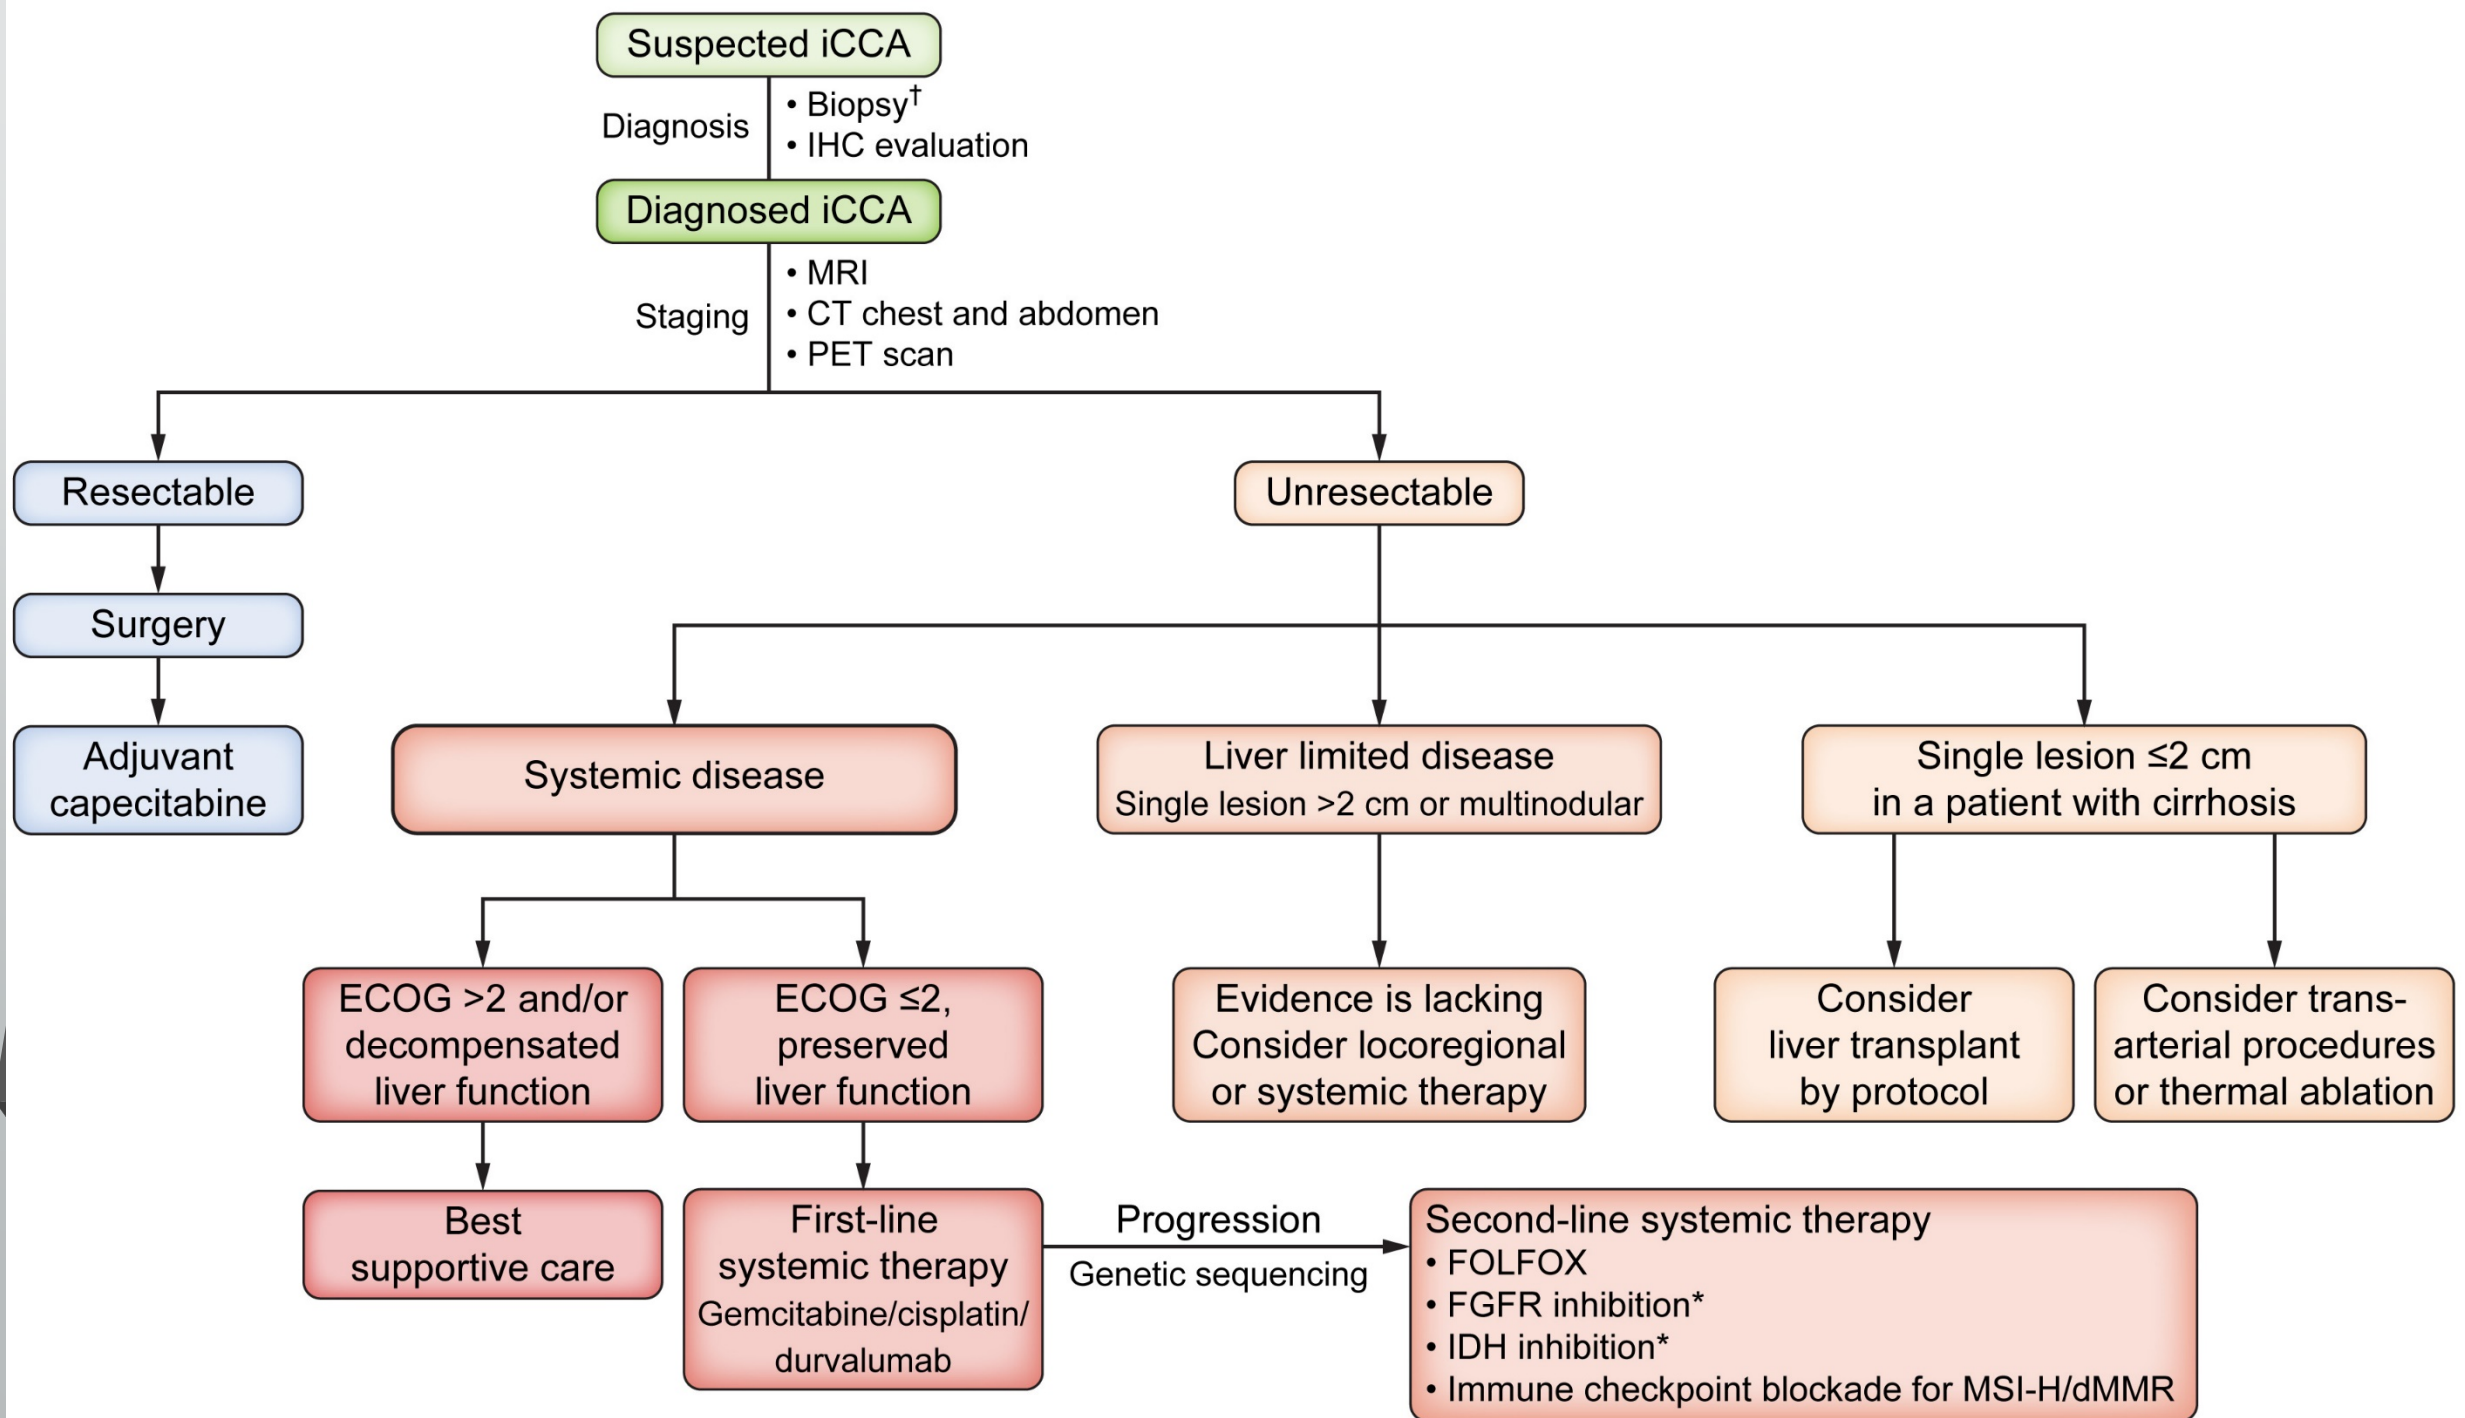 Suspected iCCA
Diagnosis
• Biopsy†
• IHC evaluation
Diagnosed iCCA
Staging
• MRI
• CT chest and abdomen
• PET scan
Resectable
Unresectable
Surgery
Adjuvant
capecitabine
Systemic disease
Liver limited disease
Single lesion >2 cm or multinodular
Single lesion ≤2 cm
in a patient with cirrhosis
ECOG >2 and/or
decompensated
liver function
ECOG ≤2,
preserved
liver function
Evidence is lacking
Consider locoregional
or systemic therapy
Consider
liver transplant
by protocol
Consider trans-
arterial procedures
or thermal ablation
Best
supportive care
First-line
systemic therapy
Gemcitabine/cisplatin/
durvalumab
Progression
Genetic sequencing
Second-line systemic therapy
• FOLFOX
• FGFR inhibition*
• IDH inhibition*
• Immune checkpoint blockade for MSI-H/dMMR